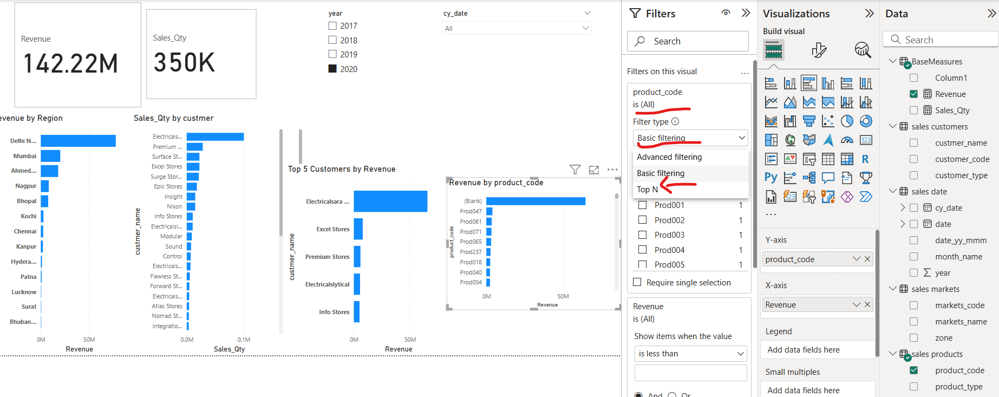 Revenue
142.22M
Sales_Qty
350K
year
2017
2018
2019
2020
cy_date
All
evenue by Region
Delhi N...
Mumbai
Ahmed...
Nagpur
Bhopal
Kochi
Chennai
Kanpur
Hydera...
Patna
Lucknow
Surat
Bhuban...
0M
50M
Revenue
Sales_Qty by custmer
custmer_name
Electricals...
Premium ...
Surface St...
Excel Stores
Surge Stor...
Epic Stores
Insight
Nixon
Info Stores
Electricalsl...
Modular
Sound
Control
Electricals...
Flawless St...
Forward St...
Electricals...
Atlas Stores
Nomad St...
Integratio...
0.0M
0.1M
Sales_Qty
Top 5 Customers by Revenue
custmer_name
Electricalsara ...
Excel Stores
Premium Stores
Electricalslytical
Info Stores
0M
50M
Revenue
Revenue by product_code
product_code
(Blank)
Prod047
Prod061
Prod071
Prod065
Prod237
Prod018
Prod040
Prod054
0M
50M
Revenue
Filters
Search
Filters on this visual
...
product_code
is (All)
Filter type
Basic filtering
Advanced filtering
Basic filtering
Top N
Prod001 1
Prod002 1
Prod003 1
Prod004 1
Prod005 1
Require single selection
Revenue
is (All)
Show items when the value
is less than
And Or
Visualizations
Build visual
123
R
Py
123
...
Y-axis
product_code
X-axis
Revenue
Legend
Add data fields here
Small multiples
Add data fields here
Data
Search
BaseMeasures
Column1
Revenue
Sales_Qty
sales customers
custmer_name
customer_code
customer_type
sales date
cy_date
date
date_yy_mmm
month_name
year
sales markets
markets_code
markets_name
zone
sales products
product_code
product_type